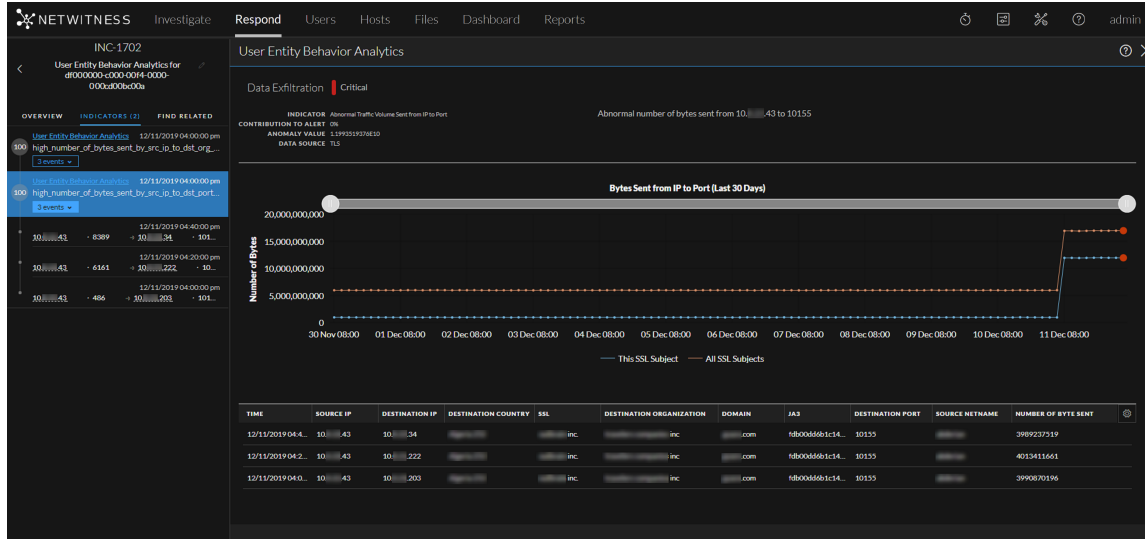 NETWITNESS Investigate Respond Users Hosts Files Dashboard Reports admin
INC-1702
User Entity Behavior Analytics for
df000000-c000-00f4-0000-
000cd00bc00a
OVERVIEW INDICATORS (2) FIND RELATED
User Entity Behavior Analytics 12/11/2019 04:00:00 pm
100 high_number_of_bytes_sent_by_src_ip_to_dst_org_...
3 events
User Entity Behavior Analytics 12/11/2019 04:00:00 pm
100 high_number_of_bytes_sent_by_src_ip_to_dst_port...
3 events
12/11/2019 04:40:00 pm
10. .43 · 8389 → 10. .34 · 101...
12/11/2019 04:20:00 pm
10. .43 · 6161 → 10. .222 · 10...
12/11/2019 04:00:00 pm
10. .43 · 486 → 10. .203 · 101...
User Entity Behavior Analytics
Data Exfiltration Critical
INDICATOR Abnormal Traffic Volume Sent from IP to Port
CONTRIBUTION TO ALERT 0%
ANOMALY VALUE 1.1993519376E10
DATA SOURCE TLS
Abnormal number of bytes sent from 10. .43 to 10155
Bytes Sent from IP to Port (Last 30 Days)
Number of Bytes
20,000,000,000
15,000,000,000
10,000,000,000
5,000,000,000
0
30 Nov 08:00 01 Dec 08:00 02 Dec 08:00 03 Dec 08:00 04 Dec 08:00 05 Dec 08:00 06 Dec 08:00 07 Dec 08:00 08 Dec 08:00 09 Dec 08:00 10 Dec 08:00 11 Dec 08:00
This SSL Subject All SSL Subjects
TIME SOURCE IP DESTINATION IP DESTINATION COUNTRY SSL DESTINATION ORGANIZATION DOMAIN JA3 DESTINATION PORT SOURCE NETNAME NUMBER OF BYTE SENT
12/11/2019 04:4... 10. .43 10. .34 inc. inc .com fdb00dd6b1c14... 10155 3989237519
12/11/2019 04:2... 10. .43 10. .222 inc. inc .com fdb00dd6b1c14... 10155 4013411661
12/11/2019 04:0... 10. 43 10. .203 inc. inc .com fdb00dd6b1c14... 10155 3990870196